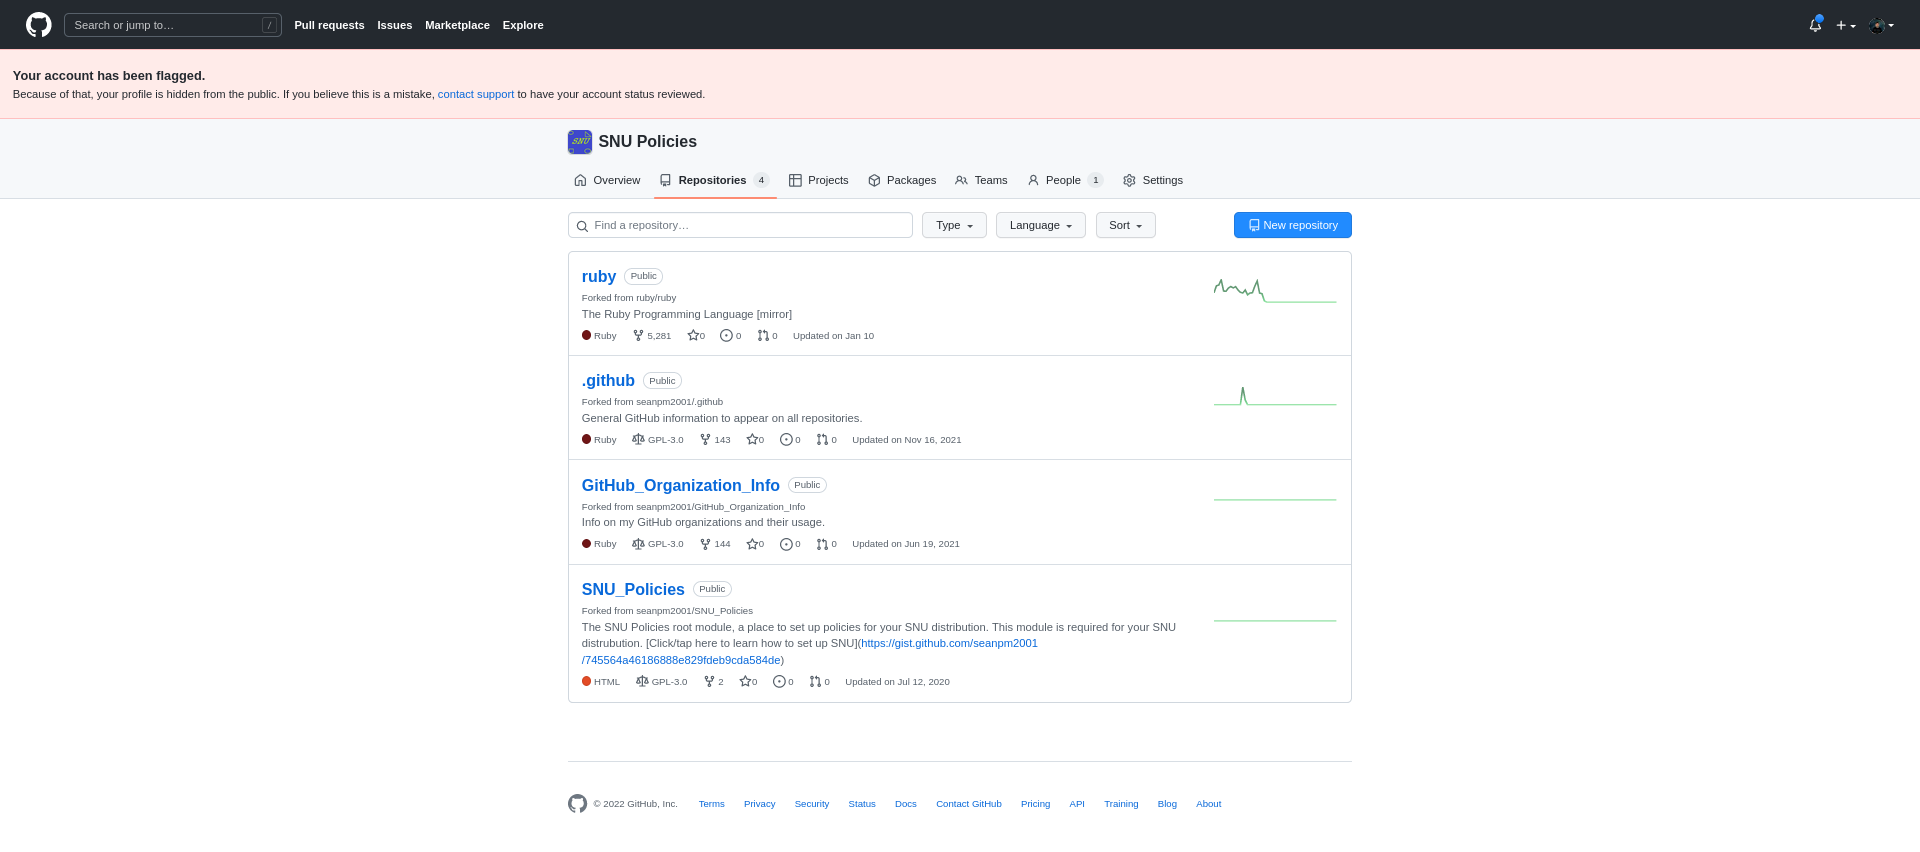 Search or jump to… /
Pull requests Issues Marketplace Explore
Your account has been flagged.
Because of that, your profile is hidden from the public. If you believe this is a mistake, contact support to have your account status reviewed.
SNU SNU Policies
Overview Repositories 4 Projects Packages Teams People 1 Settings
Find a repository… Type Language Sort New repository
ruby Public
Forked from ruby/ruby
The Ruby Programming Language [mirror]
Ruby 5,281 0 0 0 Updated on Jan 10
.github Public
Forked from seanpm2001/.github
General GitHub information to appear on all repositories.
Ruby GPL-3.0 143 0 0 0 Updated on Nov 16, 2021
GitHub_Organization_Info Public
Forked from seanpm2001/GitHub_Organization_Info
Info on my GitHub organizations and their usage.
Ruby GPL-3.0 144 0 0 0 Updated on Jun 19, 2021
SNU_Policies Public
Forked from seanpm2001/SNU_Policies
The SNU Policies root module, a place to set up policies for your SNU distribution. This module is required for your SNU
distrubution. [Click/tap here to learn how to set up SNU](https://gist.github.com/seanpm2001
/745564a46186888e829fdeb9cda584de)
HTML GPL-3.0 2 0 0 0 Updated on Jul 12, 2020
© 2022 GitHub, Inc. Terms Privacy Security Status Docs Contact GitHub Pricing API Training Blog About